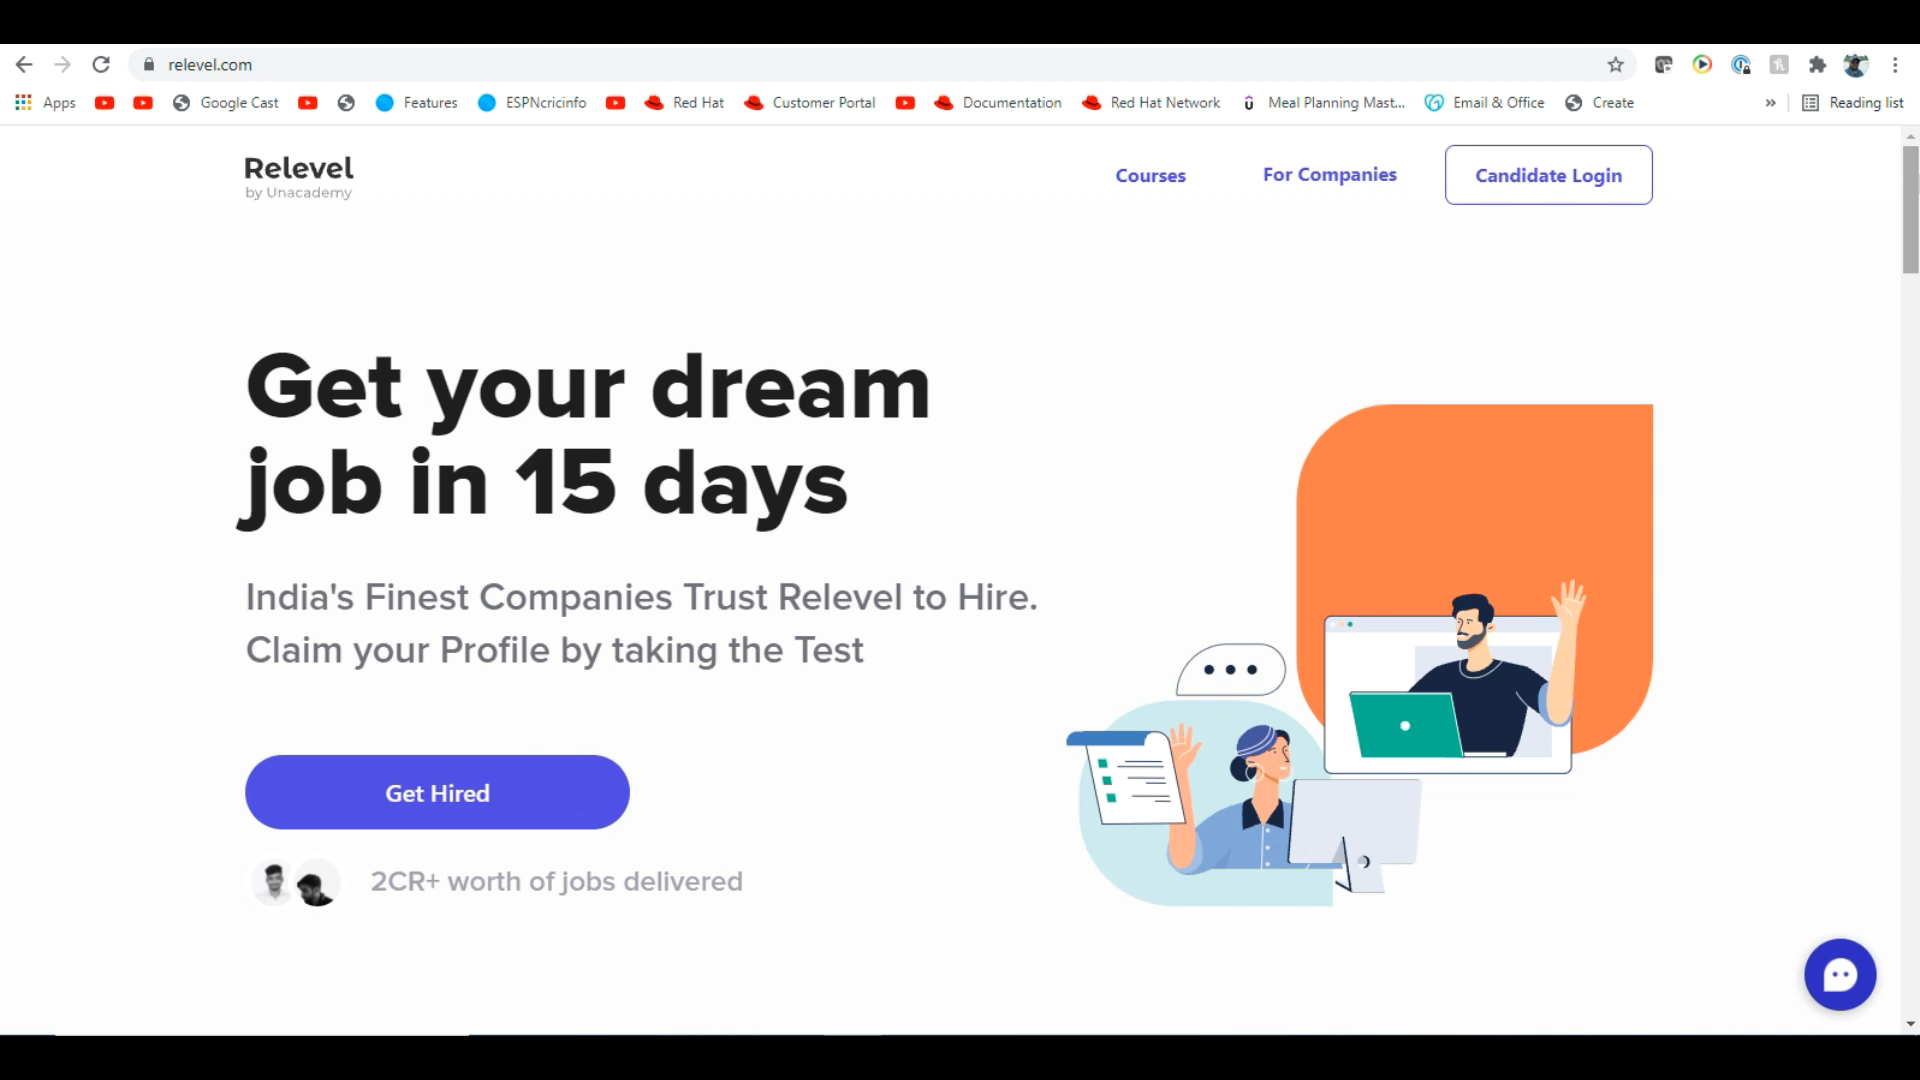 relevel.com
Apps
Google Cast
Features
ESPNcricinfo
Red Hat
Customer Portal
Documentation
Red Hat Network
Meal Planning Mast...
Email & Office
Create
»
Reading list
Relevel
by Unacademy
Courses
For Companies
Candidate Login
Get your dream
job in 15 days
India's Finest Companies Trust Relevel to Hire.
Claim your Profile by taking the Test
Get Hired
2CR+ worth of jobs delivered